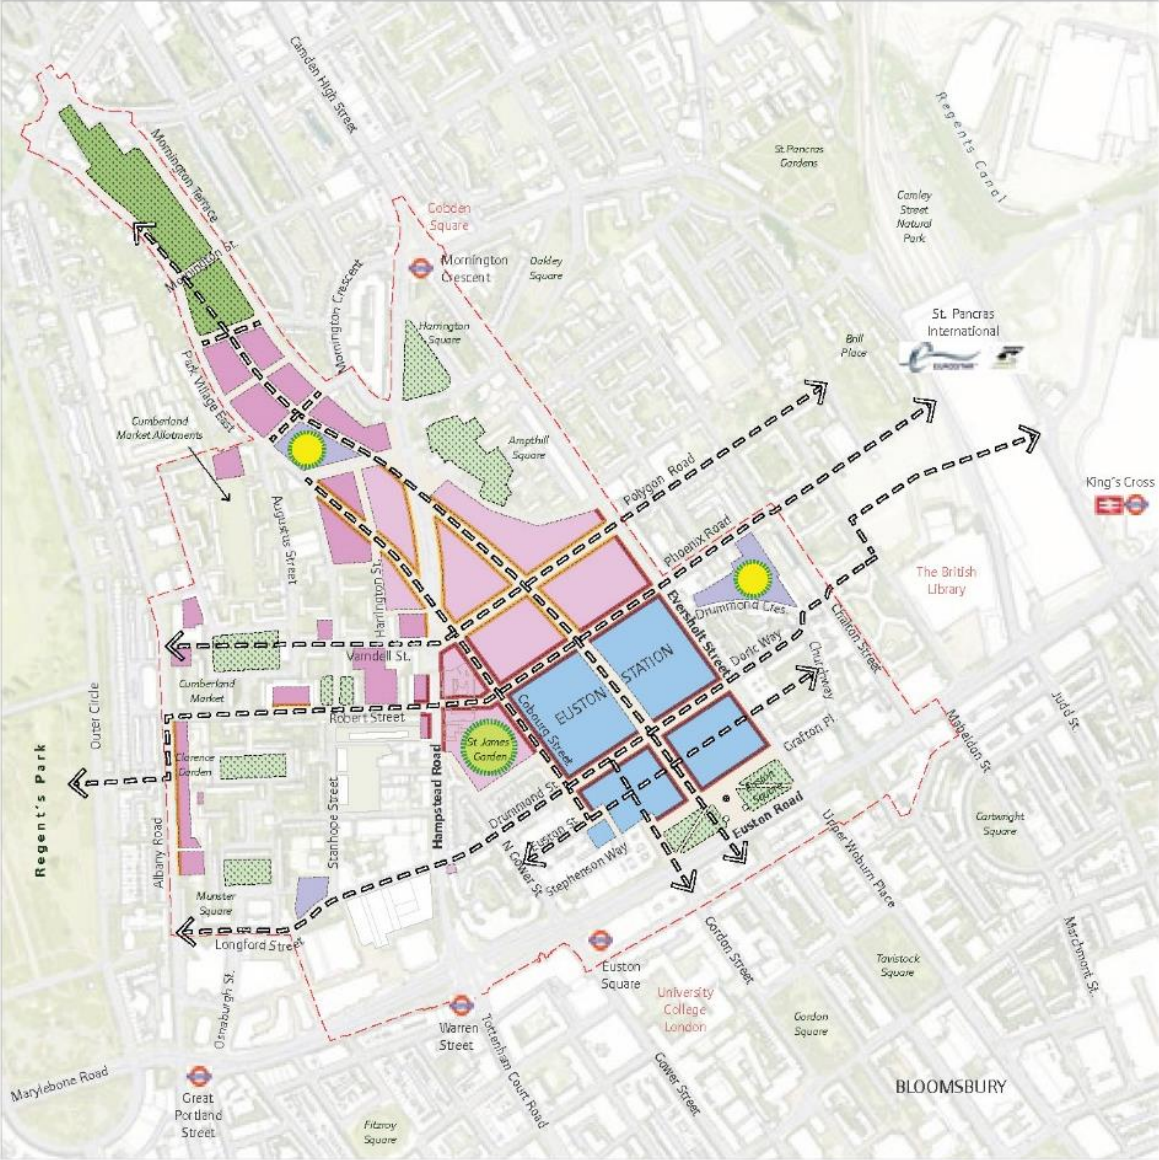 Camden High Street
Regents Canal
St Pancras
Gardens
Camley
Street
Natural
Park
Mornington Terrace
Cobden
Square
Mornington
Crescent
Oakley
Square
Mornington St.
Mornington Crescent
Harrington
Square
St. Pancras
International
EUROSTAR
Brill
Place
Park Village East
Cumberland
Market Allotments
Ampthill
Square
Polygon Road
King's Cross
Augustus Street
Phoenix Road
Harrington St.
The British
Library
Drummond Cres.
Eversholt Street
Chalton Street
Doric Way
Churchway
Varndell St.
EUSTON STATION
Cumberland
Market
Outer Circle
Robert Street
Cobourg Street
Judd St.
Mabeldon St
Grafton Pl
St James
Garden
Clarence
Garden
Regent's Park
Hampstead Road
Euston
Square
Drummond St
Euston Road
Stanhope Street
Albany Road
Euston St.
N Gower St
Stephenson Way
Upper Woburn Place
Cartwright
Square
Munster
Square
Longford Street
Gordon Street
Marchmont St.
Euston
Square
Tavistock
Square
Osnaburgh St.
University
College
London
Gordon
Square
Warren
Street
Tottenham Court Road
Gower Street
Marylebone Road
Great
Portland
Street
Fitzroy
Square
BLOOMSBURY